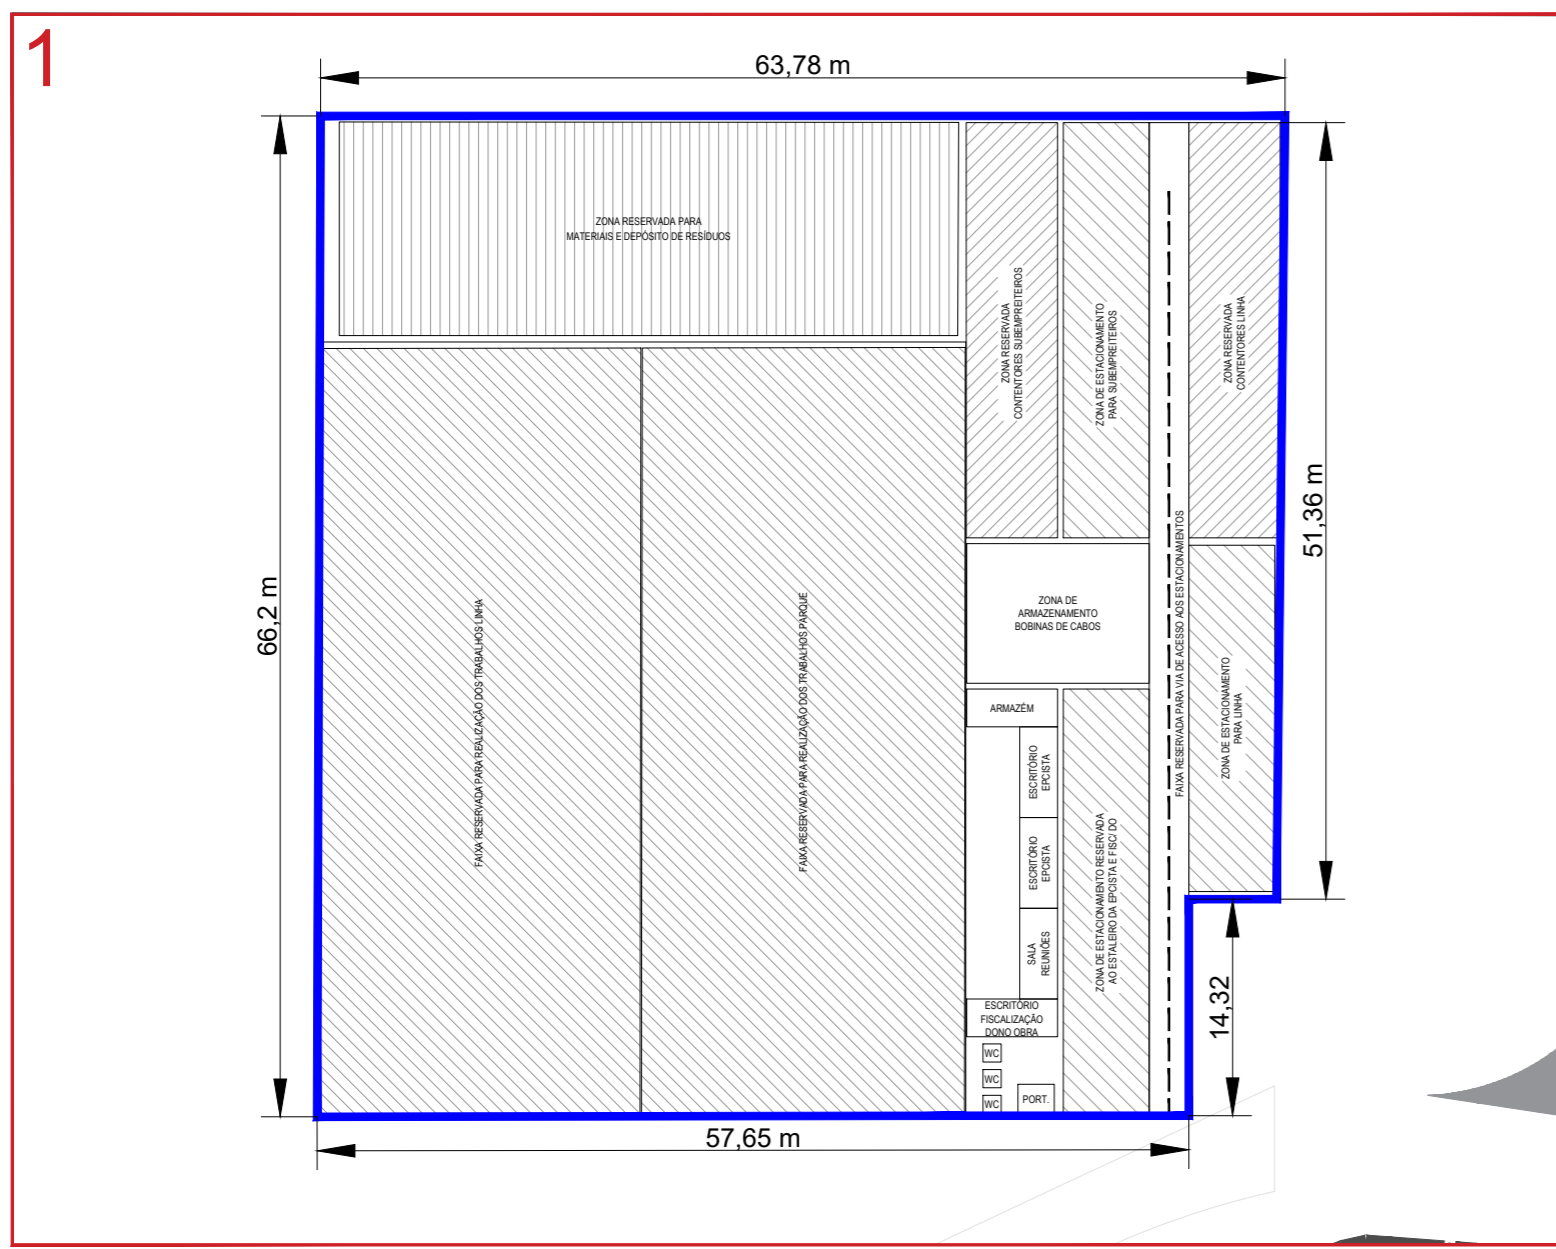 1
63,78 m
ZONA RESERVADA PARA
MATERIAIS E DEPÓSITO DE RESÍDUOS
ZONA RESERVADA
CONTENTORES SUBEMPREITEIROS
ZONA DE ESTACIONAMENTO
PARA SUBEMPREITEIROS
ZONA RESERVADA
CONTENTORES LINHA
51,36 m
66,2 m
FAIXA RESERVADA PARA REALIZAÇÃO DOS TRABALHOS LINHA
FAIXA RESERVADA PARA REALIZAÇÃO DOS TRABALHOS PARQUE
ZONA DE
ARMAZENAMENTO
BOBINAS DE CABOS
FAIXA RESERVADA PARA VIA DE ACESSO AOS ESTACIONAMENTOS
ZONA DE ESTACIONAMENTO
PARA LINHA
ARMAZÉM
ESCRITÓRIO
EPCISTA
ESCRITÓRIO
EPCISTA
SALA
REUNIÕES
ZONA DE ESTACIONAMENTO RESERVADA
AO ESTALEIRO DA EPCISTA E FISC/ DO
ESCRITÓRIO
FISCALIZAÇÃO
DONO OBRA
WC
WC
WC
PORT.
14,32
57,65 m